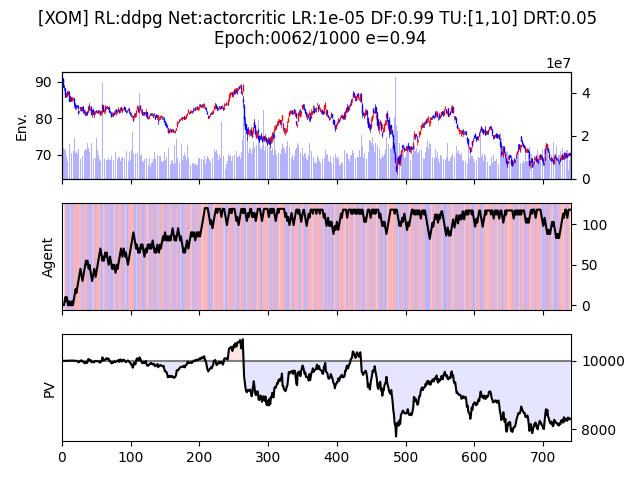 [XOM] RL:ddpg Net:actorcritic LR:1e-05 DF:0.99 TU:[1,10] DRT:0.05
Epoch:0062/1000 e=0.94
1e7
90
80
70
Env.
4
2
0
Agent
100
50
0
PV
10000
8000
0 100 200 300 400 500 600 700